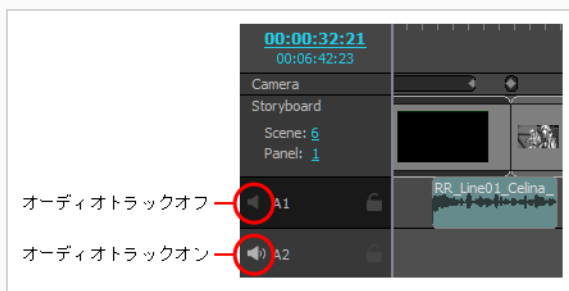 00:00:32:21
00:06:42:23
Camera
Storyboard
Scene: 6
Panel: 1
オーディオトラックオフ
A1
RR_Line01_Celina_
オーディオトラックオン
A2